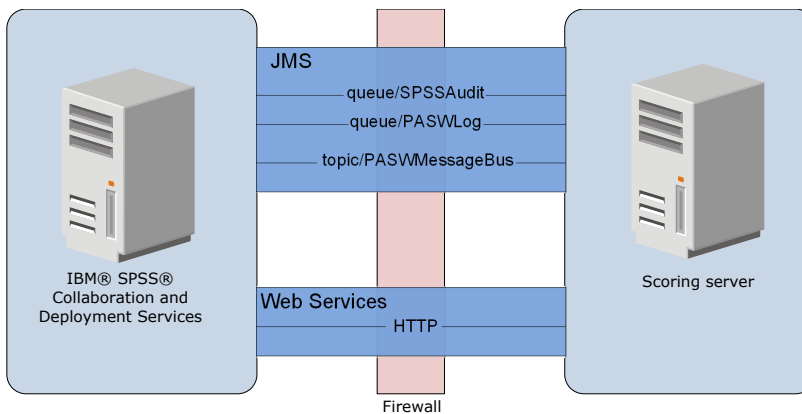 JMS
queue/SPSSAudit
queue/PASWLog
topic/PASWMessageBus
IBM® SPSS®
Collaboration and
Deployment Services
Scoring server
Web Services
HTTP
Firewall